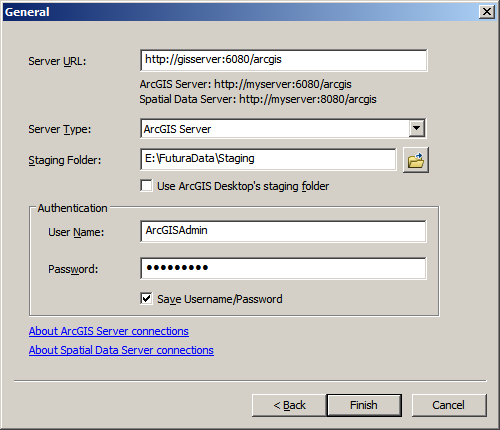 General
Server URL: http://gisserver:6080/arcgis
ArcGIS Server: http://myserver:6080/arcgis
Spatial Data Server: http://myserver:8080/arcgis
Server Type: ArcGIS Server
Staging Folder: E:\FuturaData\Staging
Use ArcGIS Desktop's staging folder
Authentication
User Name: ArcGISAdmin
Password: •••••••••
Save Username/Password
About ArcGIS Server connections
About Spatial Data Server connections
< Back Finish Cancel